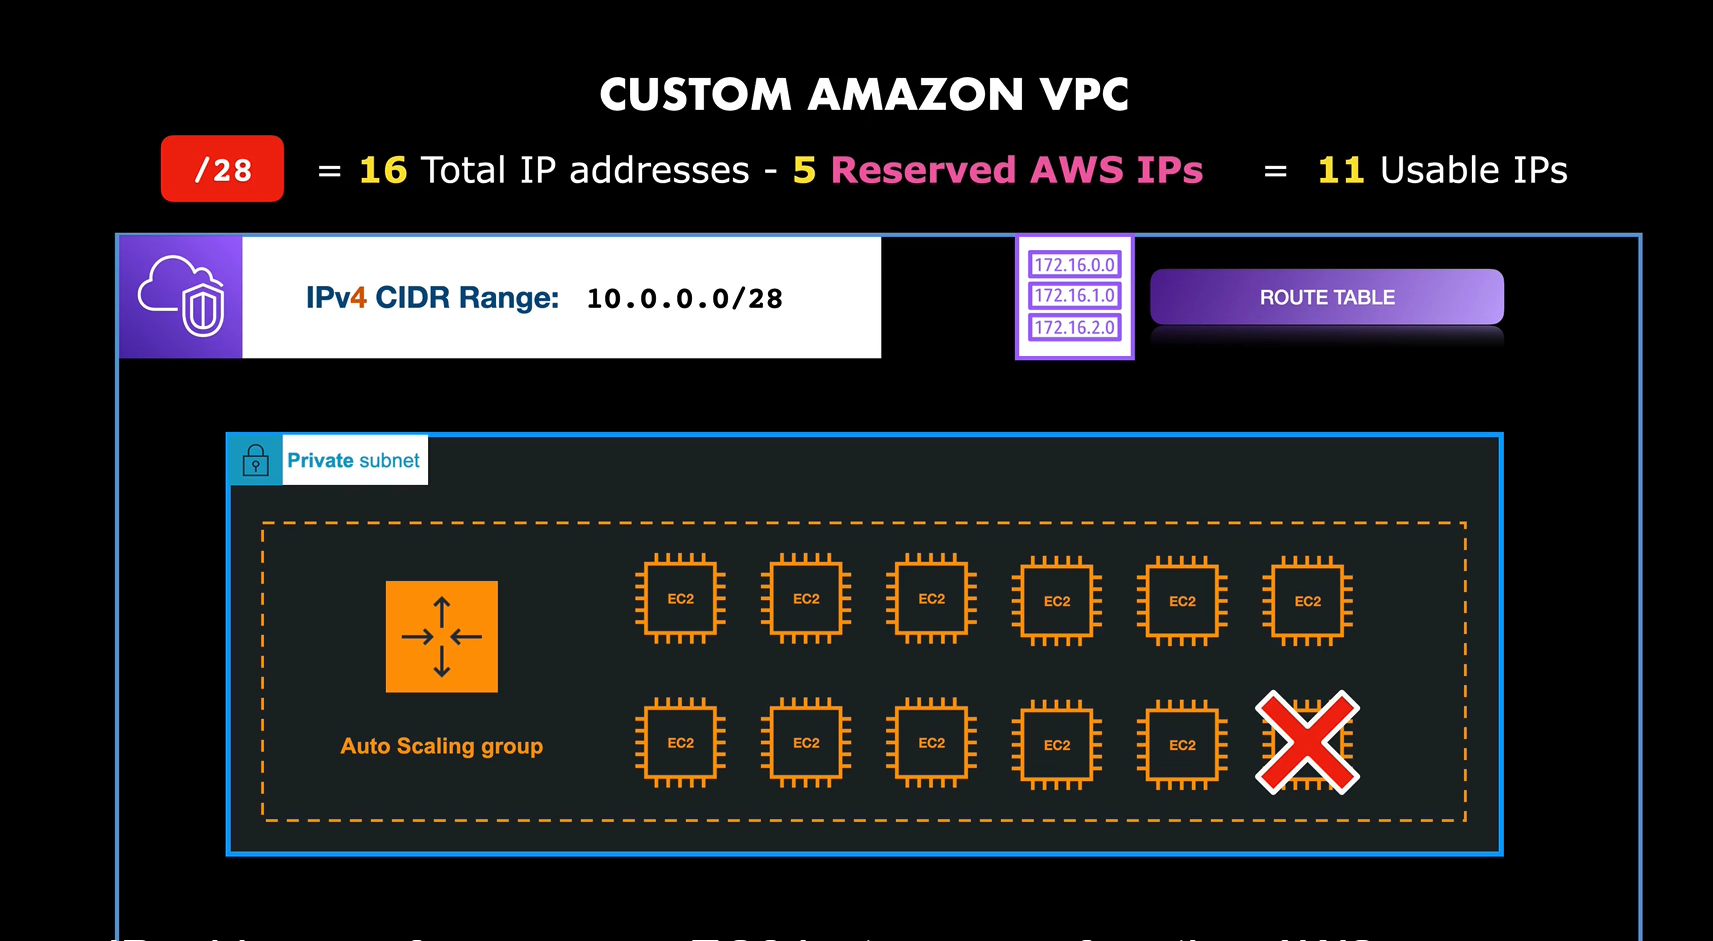 CUSTOM AMAZON VPC
/28 = 16 Total IP addresses - 5 Reserved AWS IPs = 11 Usable IPs
IPv4 CIDR Range: 10.0.0.0/28
172.16.0.0
172.16.1.0
172.16.2.0
ROUTE TABLE
Private subnet
EC2 EC2 EC2 EC2 EC2 EC2
Auto Scaling group
EC2 EC2 EC2 EC2 EC2